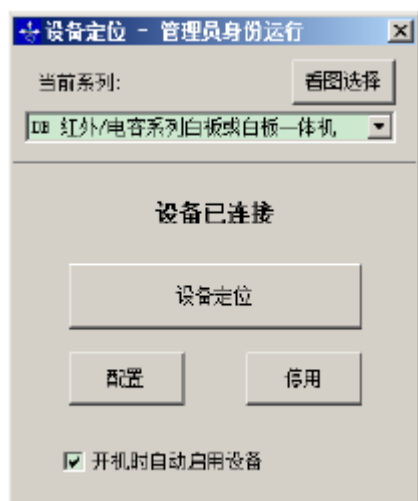 设备定位 - 管理员身份运行
当前系列:
看图选择
DB 红外/电容系列白板或白板一体机
设备已连接
设备定位
配置
停用
开机时自动启用设备